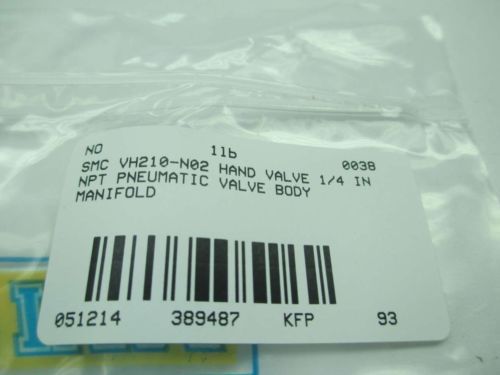 NO 1lb 0038
SMC VH210-N02 HAND VALVE 1/4 IN
NPT PNEUMATIC VALVE BODY
MANIFOLD
051214 389487 KFP 93